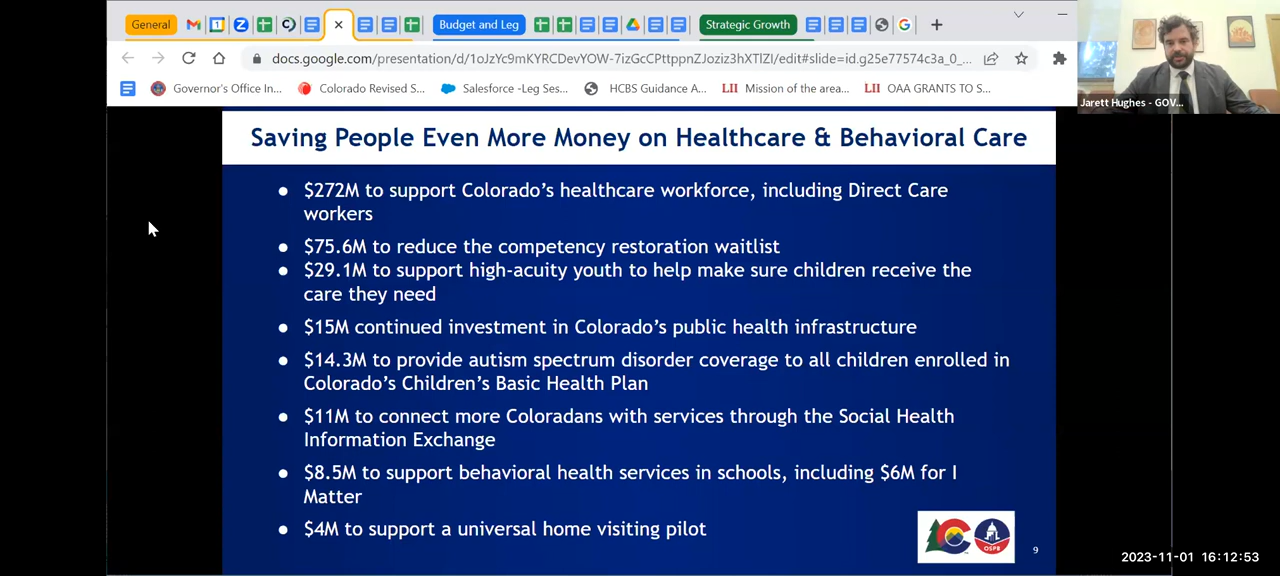 General
Budget and Leg
Strategic Growth
docs.google.com/presentation/d/1oJzYc9mKYRCDevYOW-7izGcCPttppnZJoziz3hXTlZI/edit#slide=id.g25e77574c3a_0_...
Governor's Office In...
Colorado Revised S...
Salesforce -Leg Ses...
HCBS Guidance A...
LII Mission of the area...
LII OAA GRANTS TO S...
Jarett Hughes - GOV...
Saving People Even More Money on Healthcare & Behavioral Care
● $272M to support Colorado's healthcare workforce, including Direct Care
workers
● $75.6M to reduce the competency restoration waitlist
● $29.1M to support high-acuity youth to help make sure children receive the
care they need
● $15M continued investment in Colorado's public health infrastructure
● $14.3M to provide autism spectrum disorder coverage to all children enrolled in
Colorado's Children's Basic Health Plan
● $11M to connect more Coloradans with services through the Social Health
Information Exchange
● $8.5M to support behavioral health services in schools, including $6M for I
Matter
● $4M to support a universal home visiting pilot
OSPB
9
2023-11-01 16:12:53